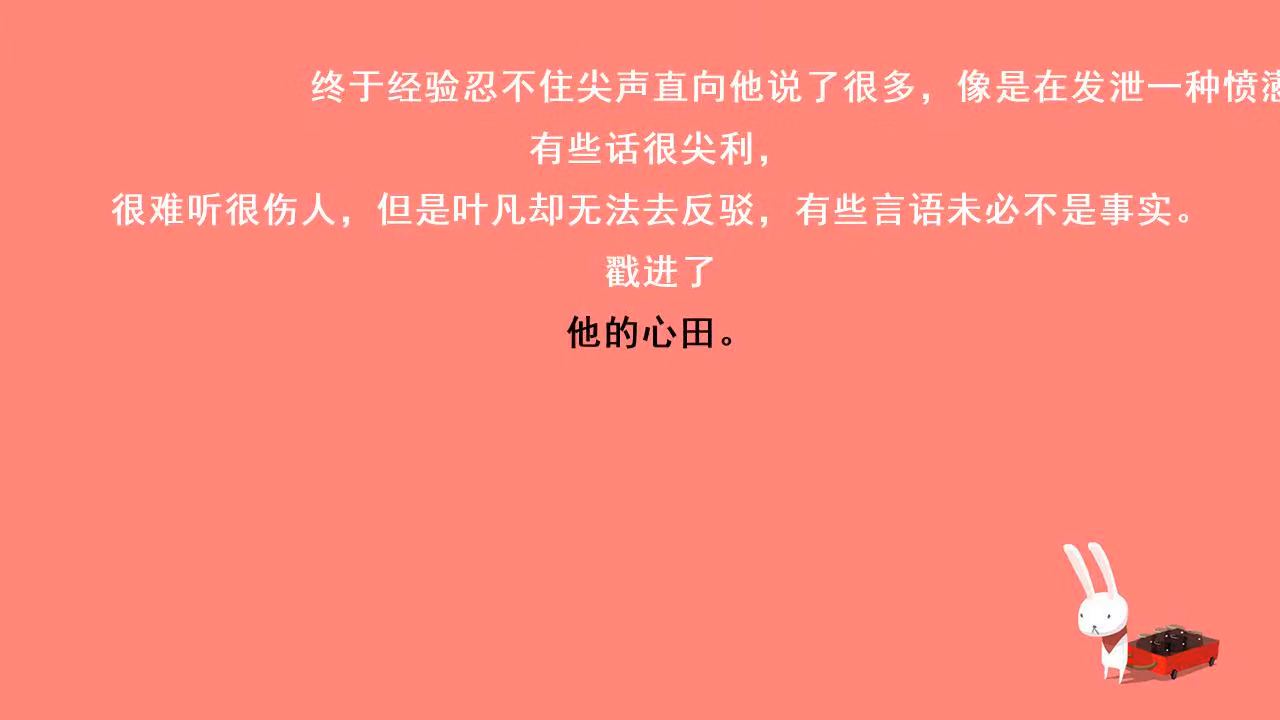 终于经验忍不住尖声直向他说了很多，像是在发泄一种愤懑
有些话很尖利，
很难听很伤人，但是叶凡却无法去反驳，有些言语未必不是事实。
戳进了
他的心田。